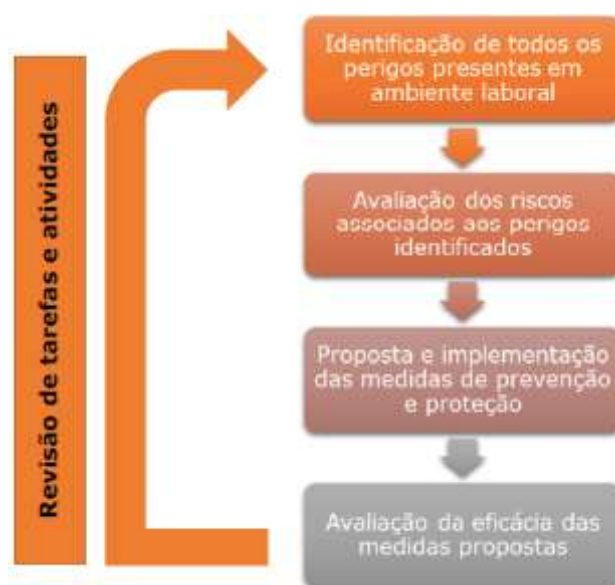 Revisão de tarefas e atividades
Identificação de todos os
perigos presentes em
ambiente laboral
Avaliação dos riscos
associados aos perigos
identificados
Proposta e implementação
das medidas de prevenção
e proteção
Avaliação da eficácia das
medidas propostas